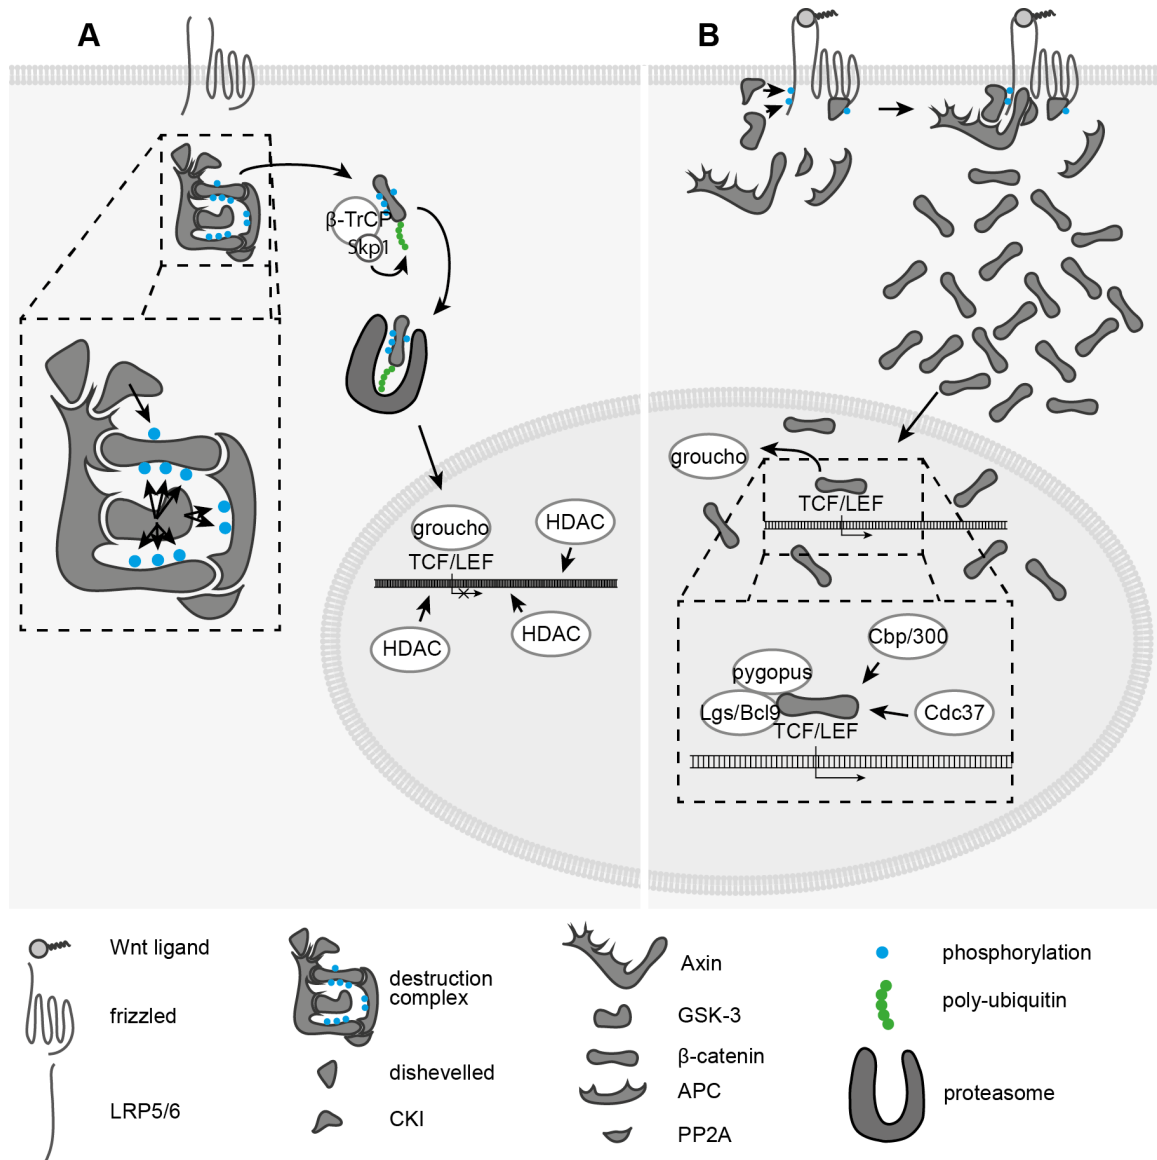 A
B
β-TrCP
Skp1
groucho
TCF/LEF
HDAC
HDAC
HDAC
groucho
TCF/LEF
Cbp/300
pygopus
Lgs/Bcl9
Cdc37
TCF/LEF
Wnt ligand
frizzled
LRP5/6
destruction
complex
dishevelled
CKI
Axin
GSK-3
β-catenin
APC
PP2A
phosphorylation
poly-ubiquitin
proteasome